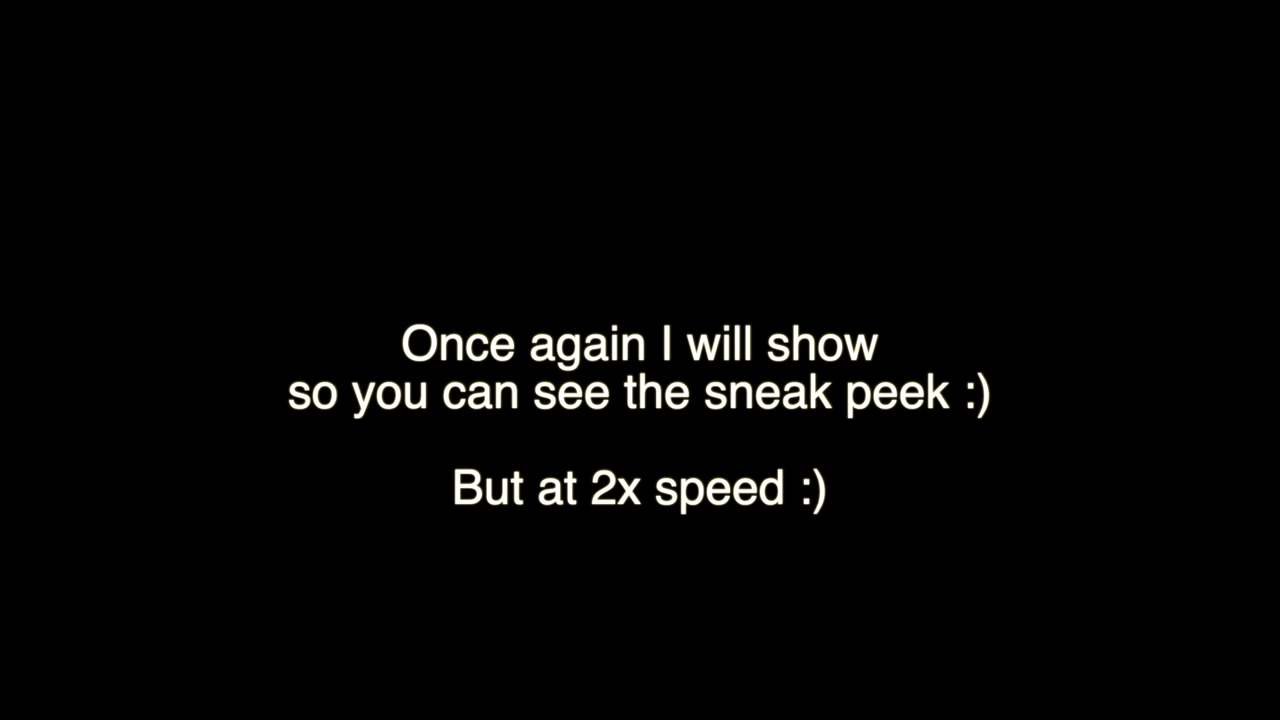 Once again I will show
so you can see the sneak peek :)
But at 2x speed :)